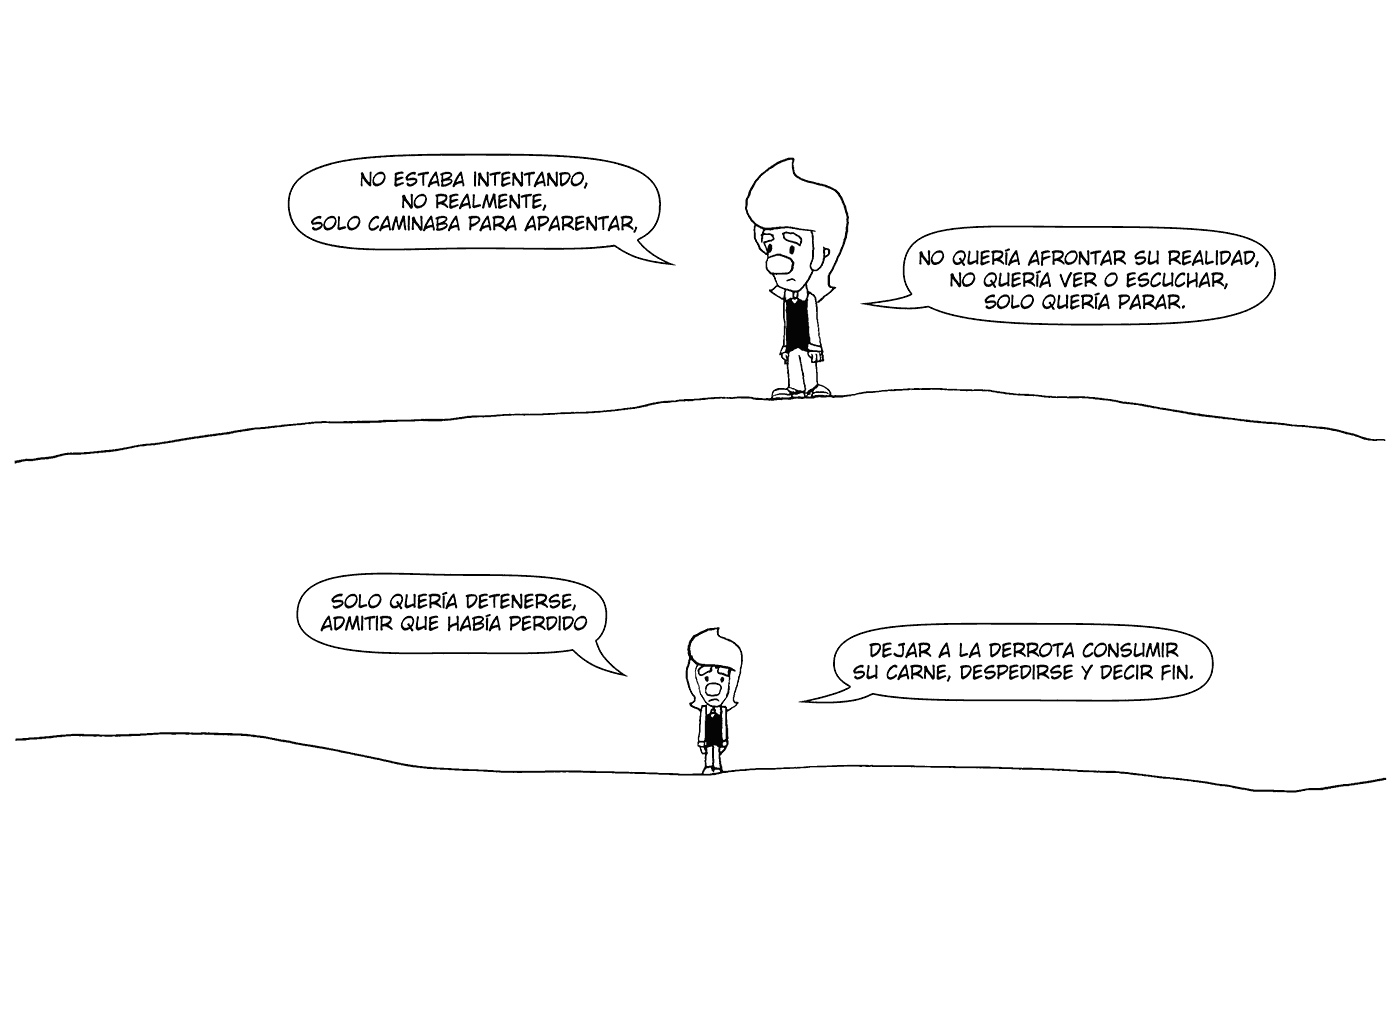 NO ESTABA INTENTANDO,
NO REALMENTE,
SOLO CAMINABA PARA APARENTAR,
NO QUERÍA AFRONTAR SU REALIDAD,
NO QUERÍA VER O ESCUCHAR,
SOLO QUERÍA PARAR.
SOLO QUERÍA DETENERSE,
ADMITIR QUE HABÍA PERDIDO
DEJAR A LA DERROTA CONSUMIR
SU CARNE, DESPEDIRSE Y DECIR FIN.